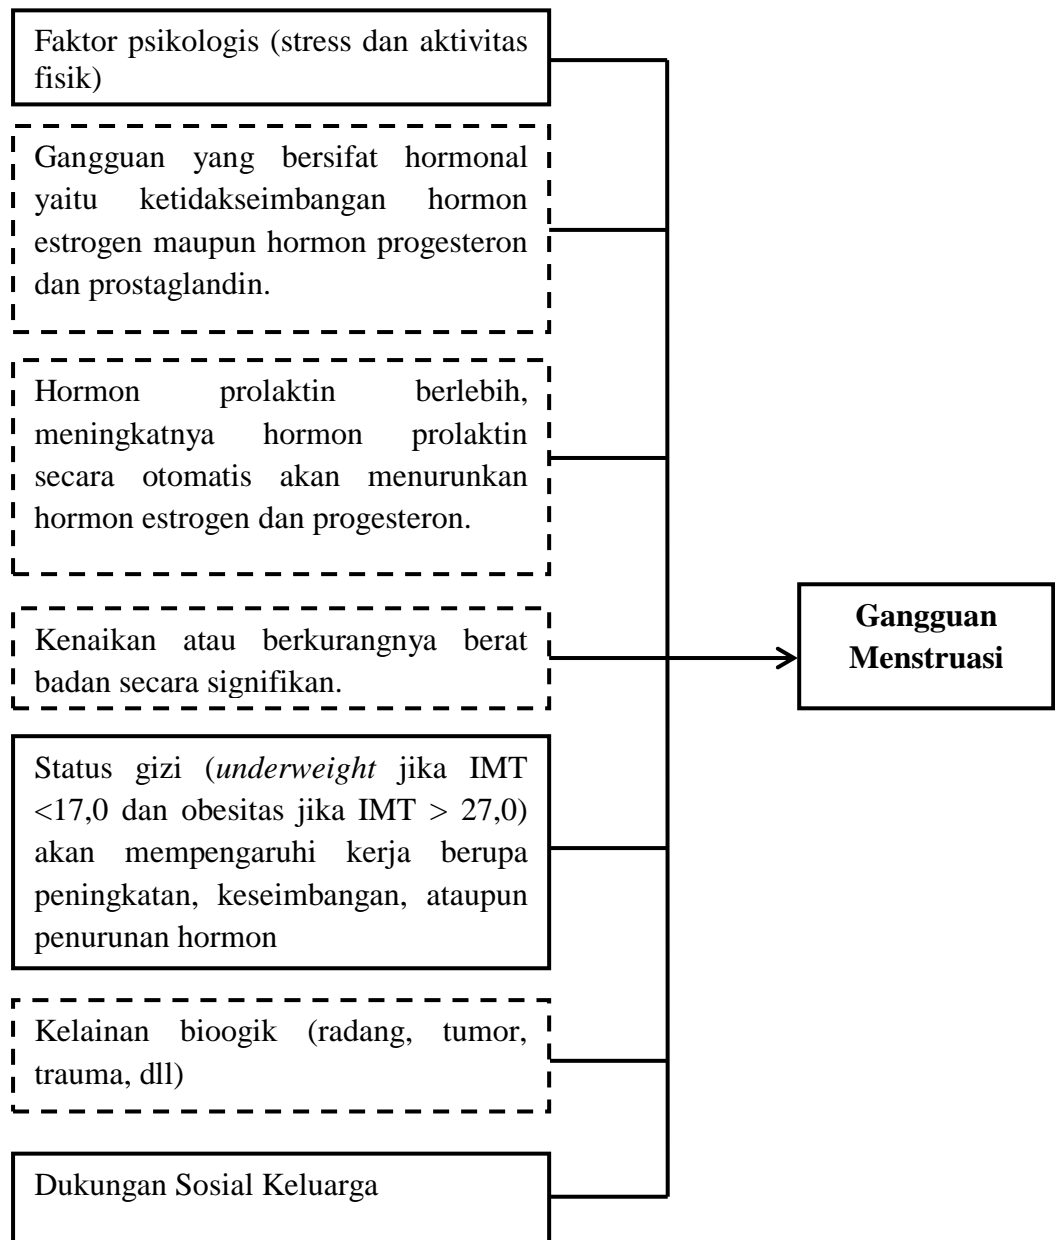 Faktor psikologis (stress dan aktivitas
fisik)
Gangguan yang bersifat hormonal
yaitu ketidakseimbangan hormon
estrogen maupun hormon progesteron
dan prostaglandin.
Hormon prolaktin berlebih,
meningkatnya hormon prolaktin
secara otomatis akan menurunkan
hormon estrogen dan progesteron.
Kenaikan atau berkurangnya berat
badan secara signifikan.
Status gizi (underweight jika IMT
<17,0 dan obesitas jika IMT > 27,0)
akan mempengaruhi kerja berupa
peningkatan, keseimbangan, ataupun
penurunan hormon
Kelainan bioogik (radang, tumor,
trauma, dll)
Dukungan Sosial Keluarga
Gangguan
Menstruasi